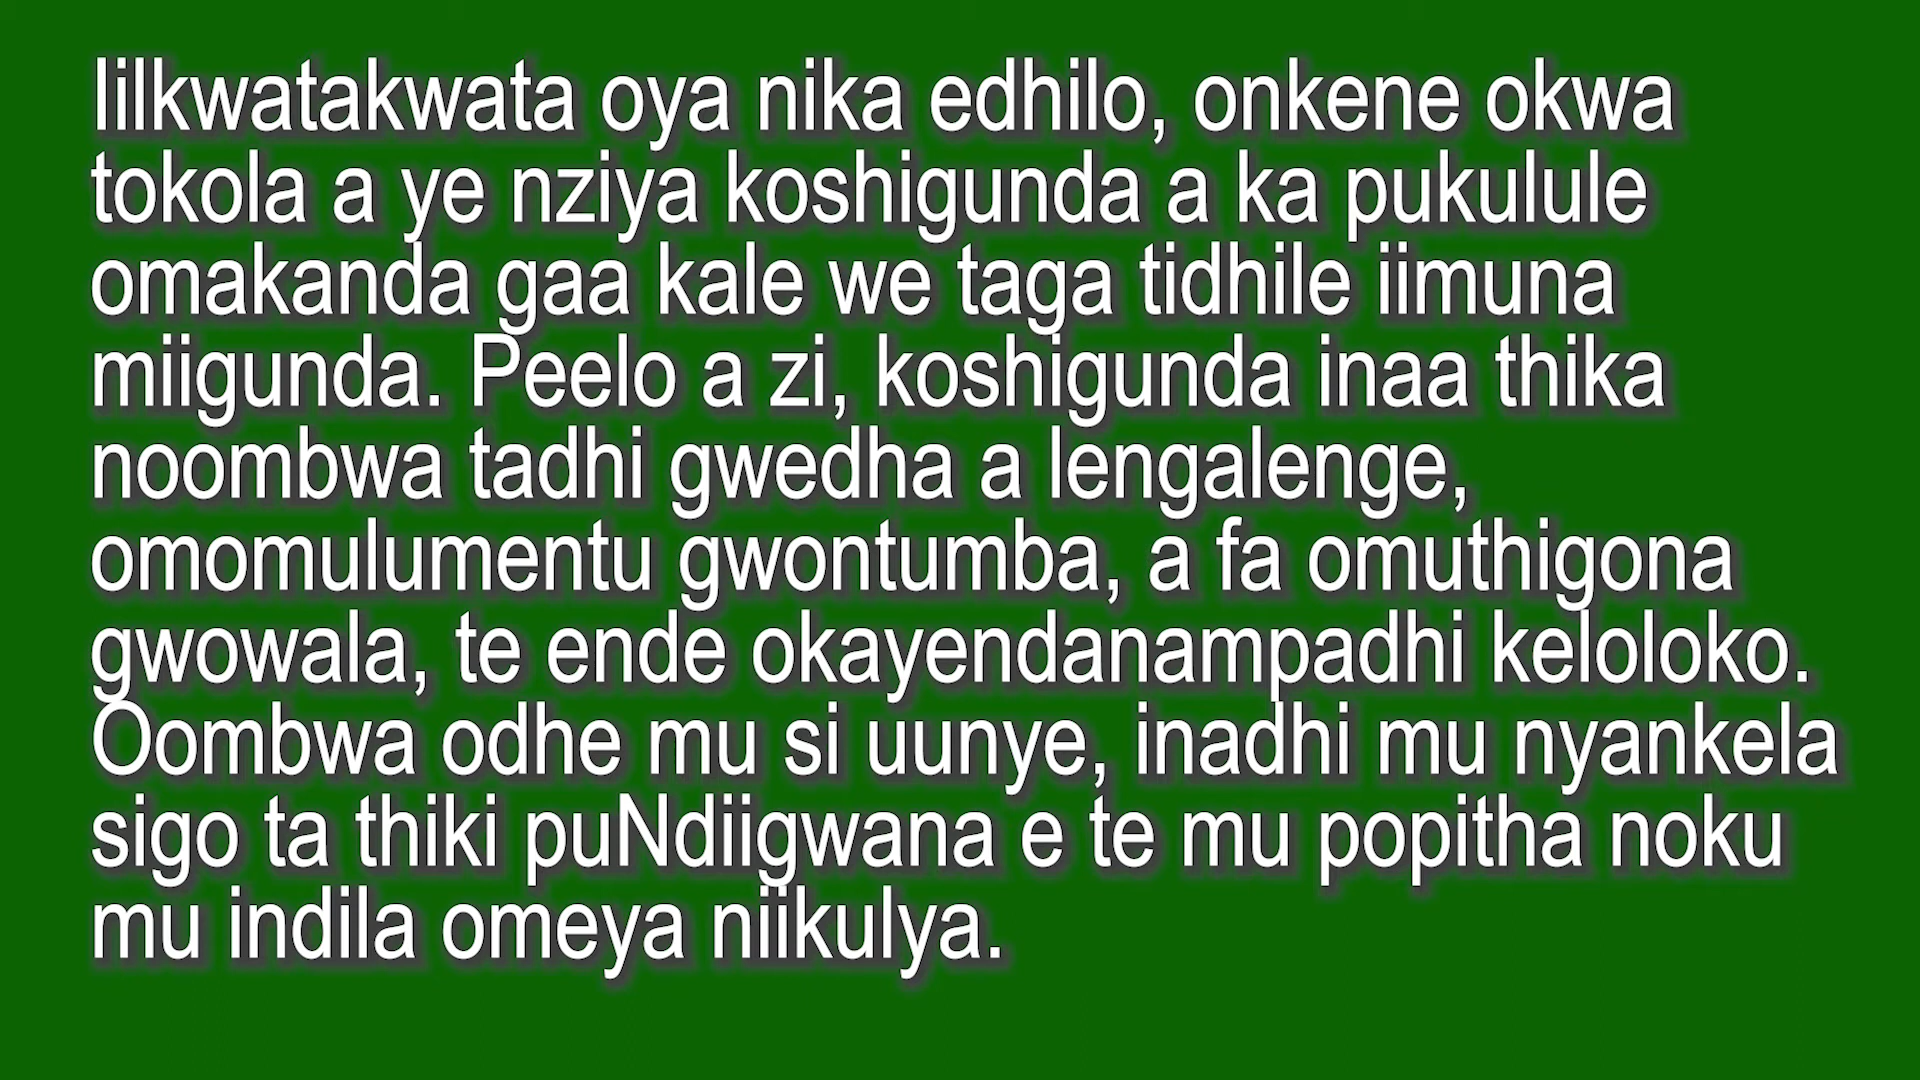 Iilkwatakwata oya nika edhilo, onkene okwa
tokola a ye nziya koshigunda a ka pukulule
omakanda gaa kale we taga tidhile iimuna
miigunda. Peelo a zi, koshigunda inaa thika
noombwa tadhi gwedha a lengalenge,
omomulumentu gwontumba, a fa omuthigona
gwowala, te ende okayendanampadhi keloloko.
Oombwa odhe mu si uunye, inadhi mu nyankela
sigo ta thiki puNdiigwana e te mu popitha noku
mu indila omeya niikulya.